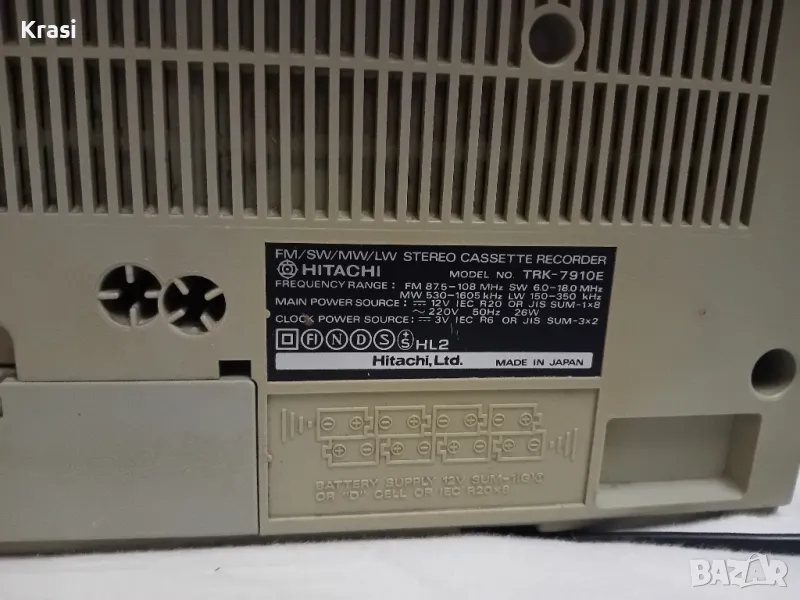 Krasi
FM/SW/MW/LW STEREO CASSETTE RECORDER
HITACHI MODEL NO. TRK-7910E
FREQUENCY RANGE: FM 87.5-108 MHz SW 6.0-18.0 MHz
MW 530-1605 kHz LW 150-350 kHz
MAIN POWER SOURCE: ⎓ 12V IEC R20 OR JIS SUM-1×8
~ 220V 50Hz 26W
CLOCK POWER SOURCE: ⎓ 3V IEC R6 OR JIS SUM-3×2
FI N D S S HL2
Hitachi, Ltd. MADE IN JAPAN
BATTERY SUPPLY 12V SUM-1
OR "D" CELL OR IEC R20×8
BAZAR